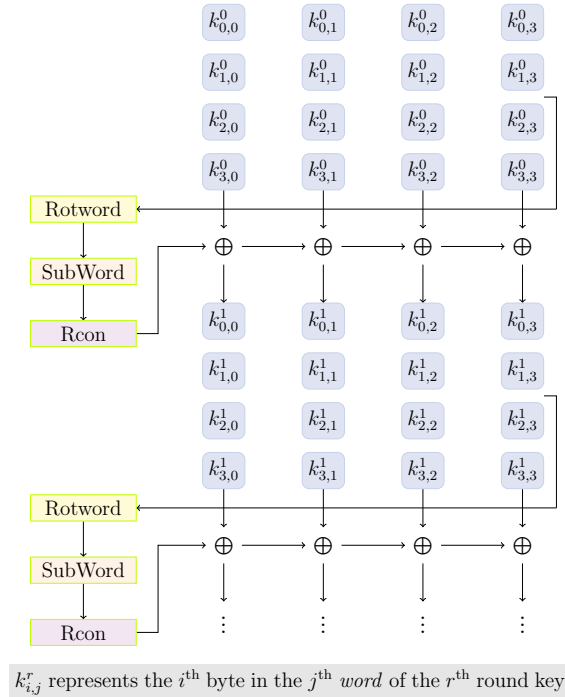 k^0_{0,0} k^0_{0,1} k^0_{0,2} k^0_{0,3}
k^0_{1,0} k^0_{1,1} k^0_{1,2} k^0_{1,3}
k^0_{2,0} k^0_{2,1} k^0_{2,2} k^0_{2,3}
k^0_{3,0} k^0_{3,1} k^0_{3,2} k^0_{3,3}
Rotword
⊕ ⊕ ⊕ ⊕
SubWord
k^1_{0,0} k^1_{0,1} k^1_{0,2} k^1_{0,3}
Rcon
k^1_{1,0} k^1_{1,1} k^1_{1,2} k^1_{1,3}
k^1_{2,0} k^1_{2,1} k^1_{2,2} k^1_{2,3}
k^1_{3,0} k^1_{3,1} k^1_{3,2} k^1_{3,3}
Rotword
⊕ ⊕ ⊕ ⊕
SubWord
⋮ ⋮ ⋮ ⋮
Rcon
k^r_{i,j} represents the i^th byte in the j^th word of the r^th round key